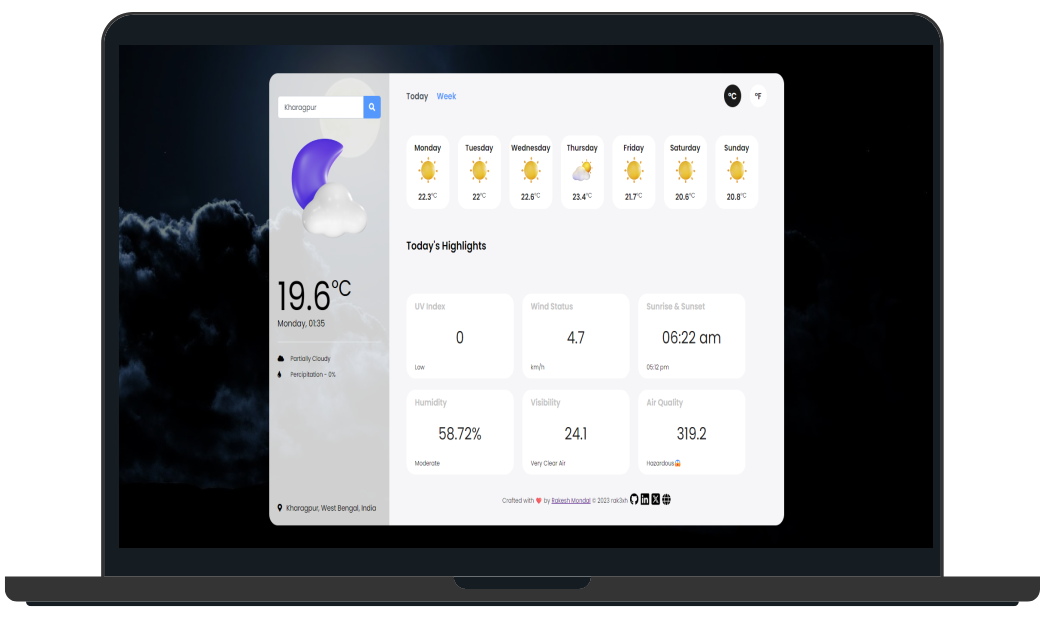 Kharagpur
19.6°C
Monday, 01:35
Partially Cloudy
Percipitation - 0%
Kharagpur, West Bengal, India
Today Week
°C °F
Monday Tuesday Wednesday Thursday Friday Saturday Sunday
22.3°C 22°C 22.6°C 23.4°C 21.7°C 20.6°C 20.8°C
Today's Highlights
UV Index Wind Status Sunrise & Sunset
0 4.7 06:22 am
Low km/h 05:12 pm
Humidity Visibility Air Quality
58.72% 24.1 319.2
Moderate Very Clear Air Hazardous😱
Crafted with ❤️ by Rakesh Mondal © 2023 rak3xh